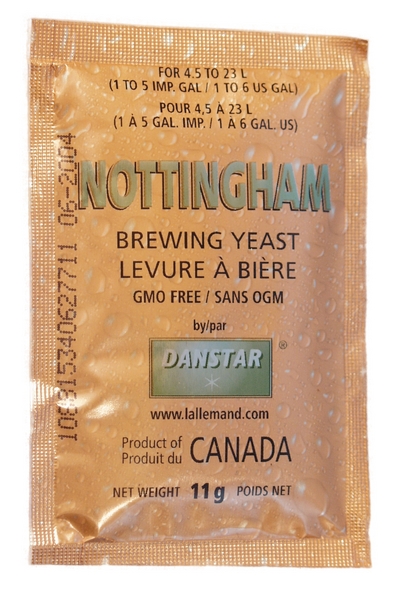 FOR 4.5 TO 23 L
(1 TO 5 IMP. GAL / 1 TO 6 US GAL)
POUR 4,5 À 23 L
(1 À 5 GAL. IMP. / 1 À 6 GAL. US)
NOTTINGHAM
BREWING YEAST
LEVURE À BIÈRE
GMO FREE / SANS OGM
by/par
DANSTAR ®
www.lallemand.com
Product of
Produit du
CANADA
NET WEIGHT 11g POIDS NET
108315340627711 06-2004